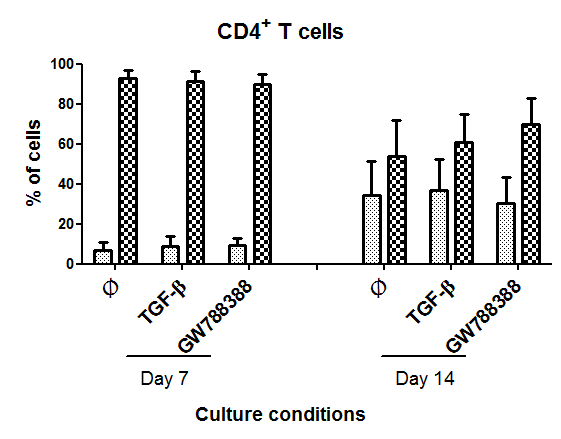 CD4+ T cells
% of cells
100
80
60
40
20
0
Ø
TGF-β
GW788388
Ø
TGF-β
GW788388
Day 7
Day 14
Culture conditions